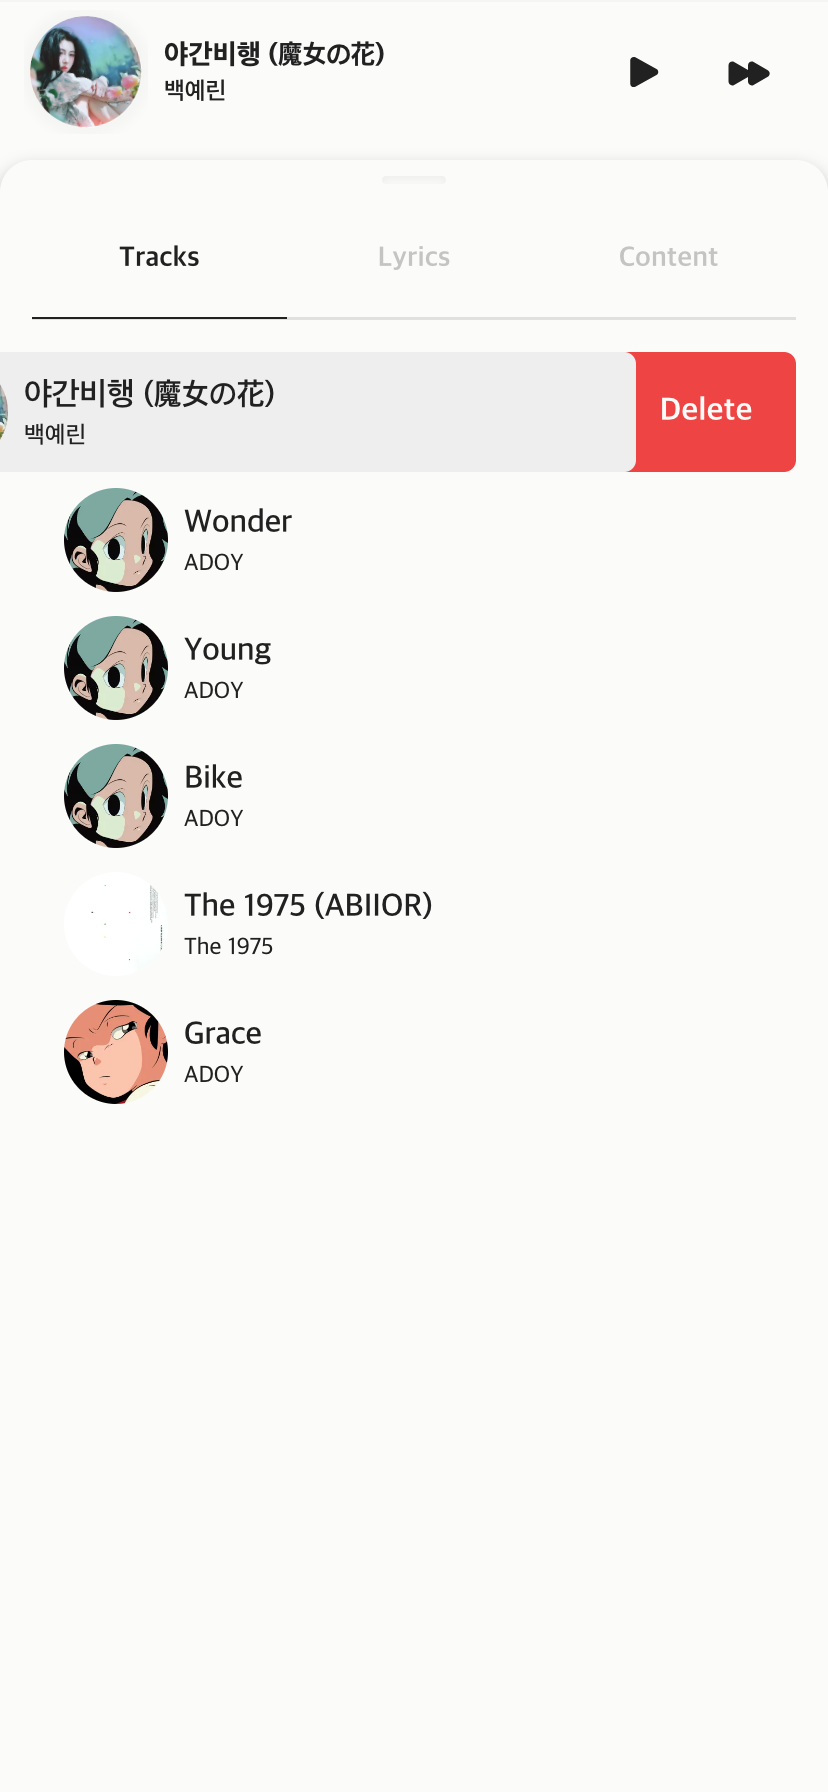 야간비행 (魔女の花)
백예린
Tracks
Lyrics
Content
야간비행 (魔女の花)
백예린
Delete
Wonder
ADOY
Young
ADOY
Bike
ADOY
The 1975 (ABIIOR)
The 1975
Grace
ADOY